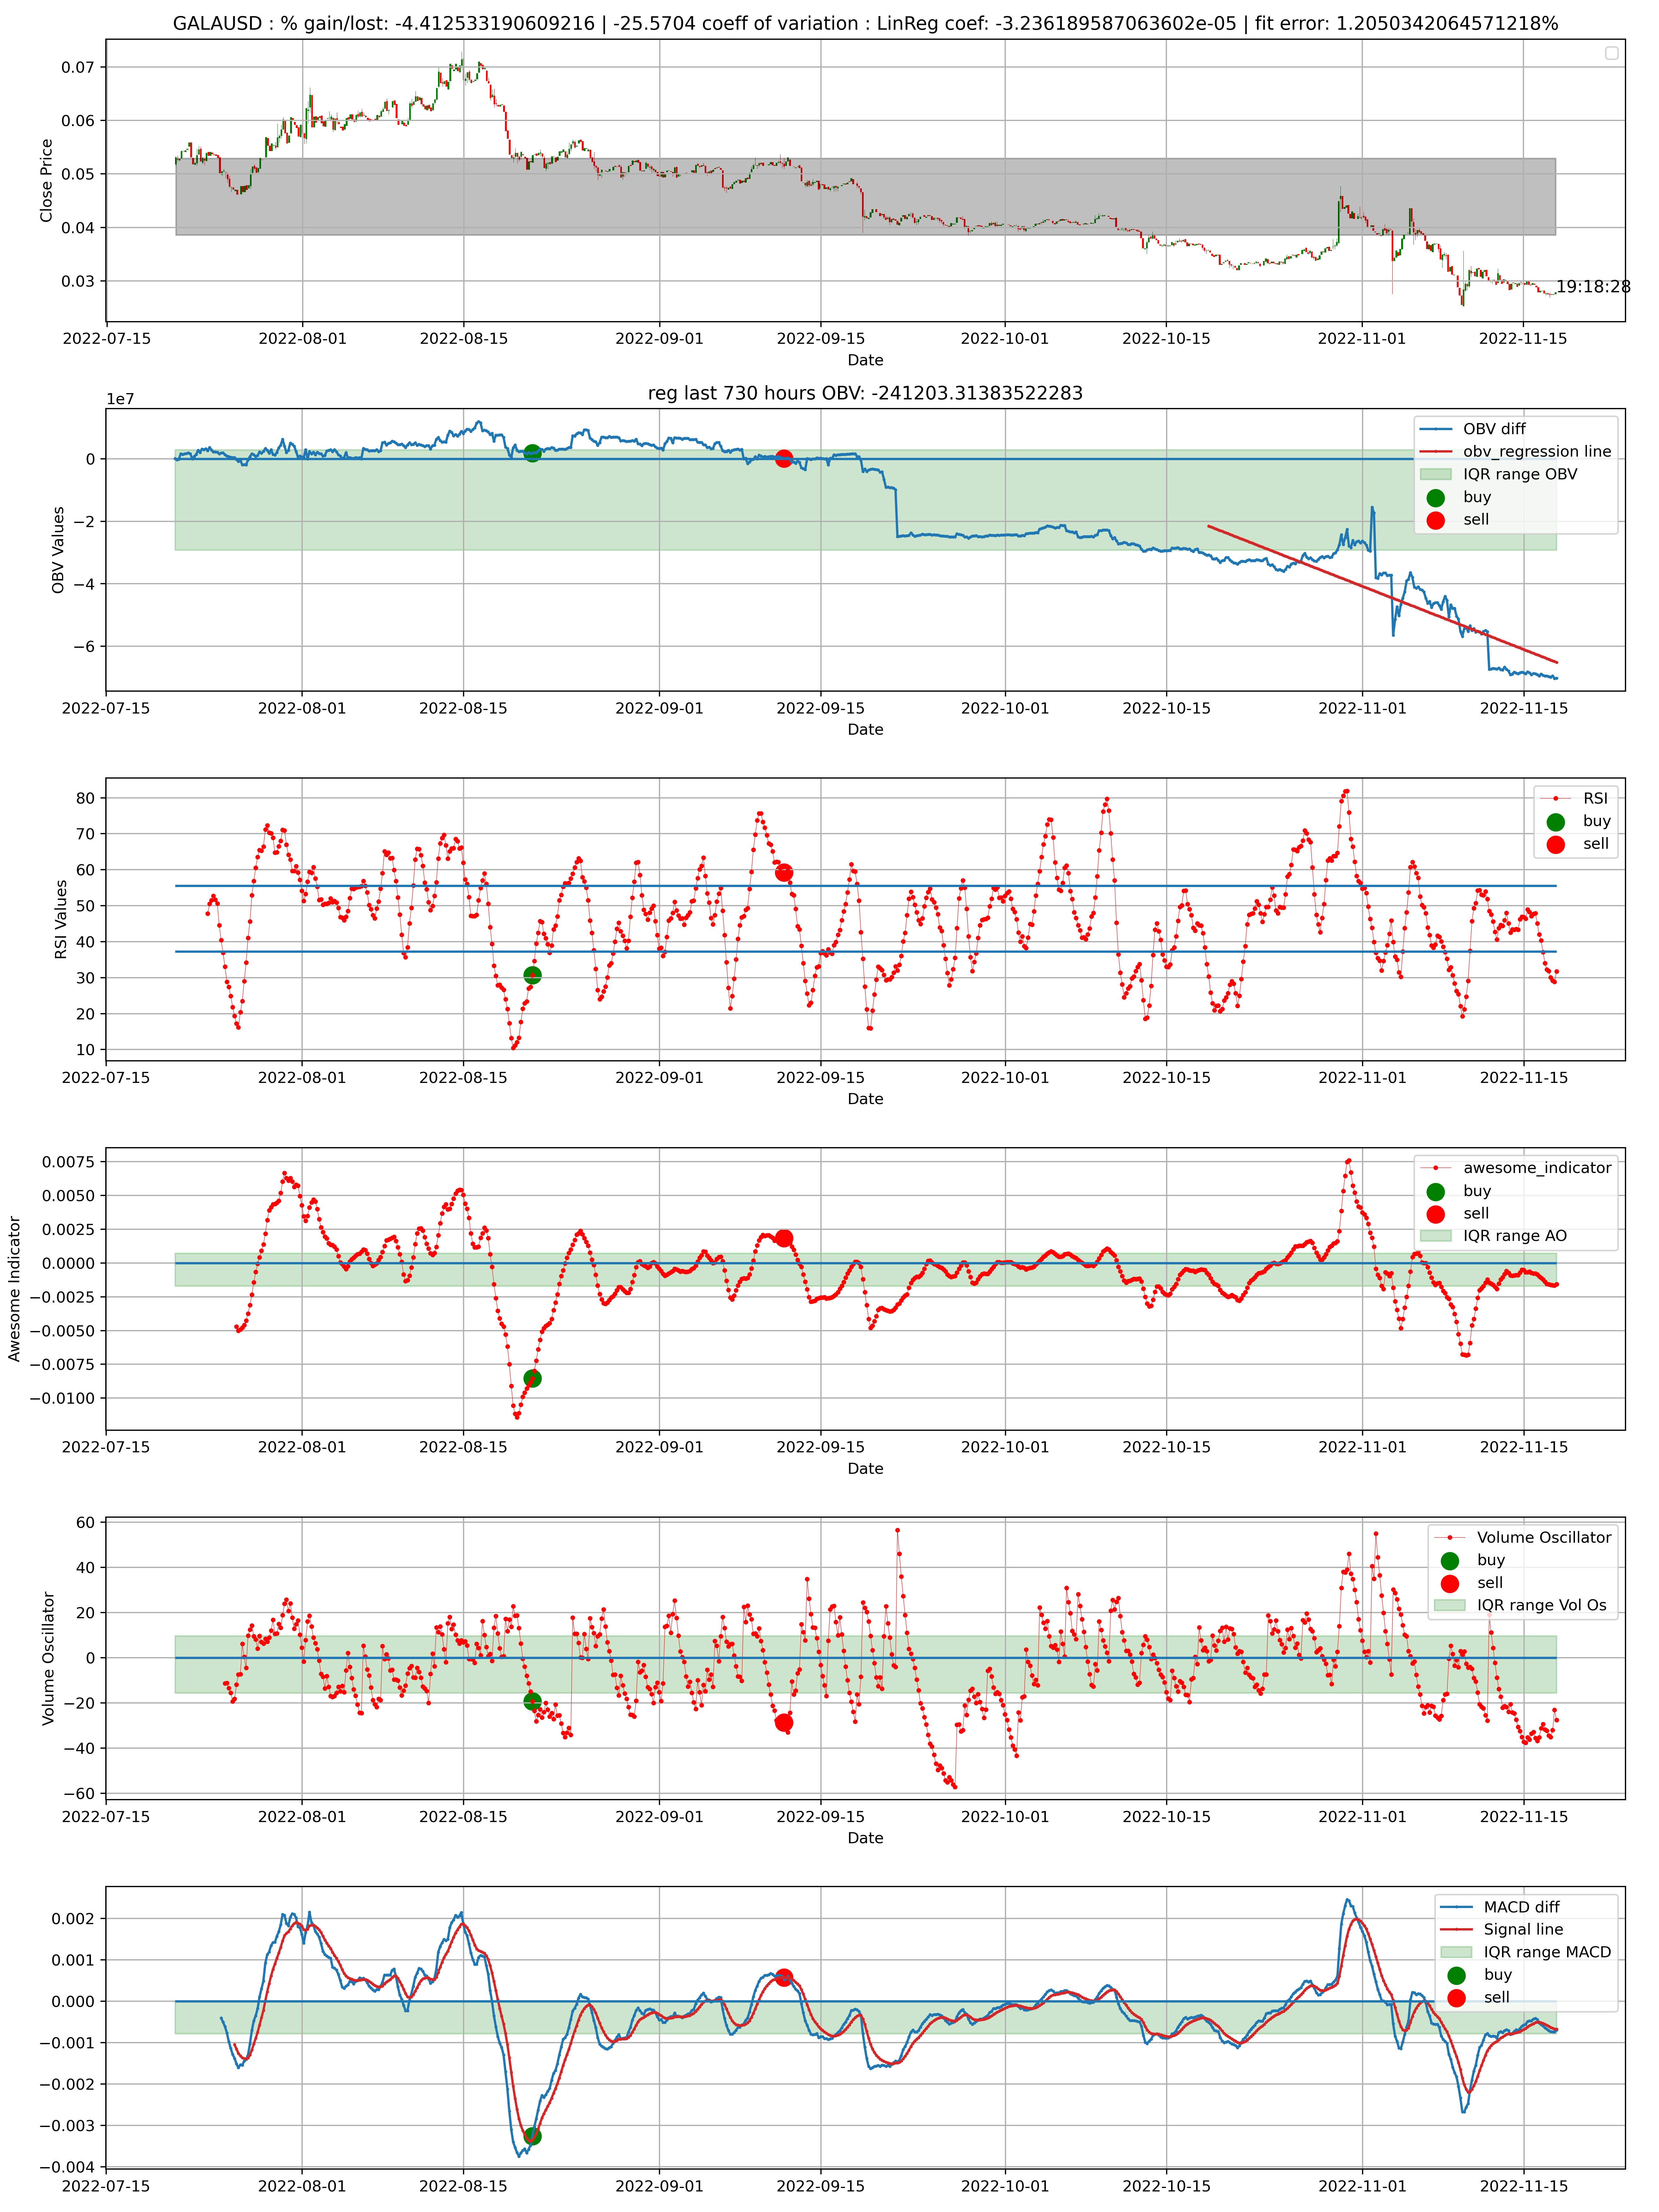 GALAUSD : % gain/lost: -4.412533190609216 | -25.5704 coeff of variation : LinReg coef: -3.236189587063602e-05 | fit error: 1.2050342064571218%
0.07
0.06
0.05
0.04
0.03
Close Price
19:18:28
2022-07-15 2022-08-01 2022-08-15 2022-09-01 2022-09-15 2022-10-01 2022-10-15 2022-11-01 2022-11-15
Date
reg last 730 hours OBV: -241203.31383522283
1e7
0
−2
−4
−6
OBV Values
OBV diff
obv_regression line
IQR range OBV
buy
sell
2022-07-15 2022-08-01 2022-08-15 2022-09-01 2022-09-15 2022-10-01 2022-10-15 2022-11-01 2022-11-15
Date
80
70
60
50
40
30
20
10
RSI Values
RSI
buy
sell
2022-07-15 2022-08-01 2022-08-15 2022-09-01 2022-09-15 2022-10-01 2022-10-15 2022-11-01 2022-11-15
Date
0.0075
0.0050
0.0025
0.0000
−0.0025
−0.0050
−0.0075
−0.0100
Awesome Indicator
awesome_indicator
buy
sell
IQR range AO
2022-07-15 2022-08-01 2022-08-15 2022-09-01 2022-09-15 2022-10-01 2022-10-15 2022-11-01 2022-11-15
Date
60
40
20
0
−20
−40
−60
Volume Oscillator
Volume Oscillator
buy
sell
IQR range Vol Os
2022-07-15 2022-08-01 2022-08-15 2022-09-01 2022-09-15 2022-10-01 2022-10-15 2022-11-01 2022-11-15
Date
0.002
0.001
0.000
−0.001
−0.002
−0.003
−0.004
MACD diff
Signal line
IQR range MACD
buy
sell
2022-07-15 2022-08-01 2022-08-15 2022-09-01 2022-09-15 2022-10-01 2022-10-15 2022-11-01 2022-11-15